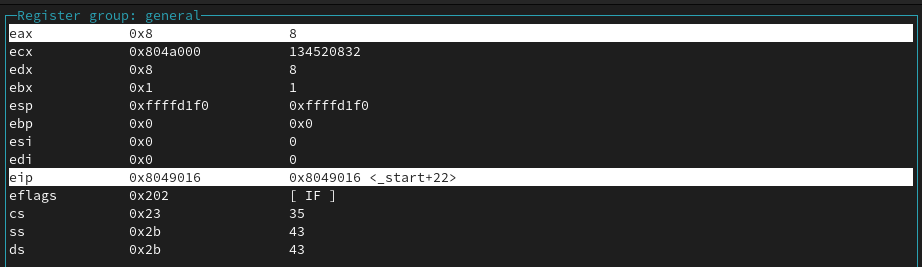 Register group: general
eax 0x8 8
ecx 0x804a000 134520832
edx 0x8 8
ebx 0x1 1
esp 0xffffd1f0 0xffffd1f0
ebp 0x0 0x0
esi 0x0 0
edi 0x0 0
eip 0x8049016 0x8049016 <_start+22>
eflags 0x202 [ IF ]
cs 0x23 35
ss 0x2b 43
ds 0x2b 43